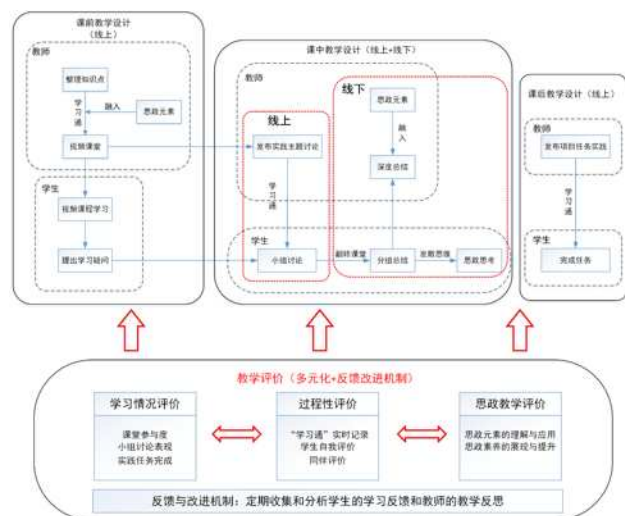 课前教学设计
（线上）
教师
整理知识点
学习通
融入
思政元素
视频课堂
学生
视频课程学习
提出学习疑问
课中教学设计（线上+线下）
教师
线上
发布实践主题讨论
学习通
线下
思政元素
融入
深度总结
学生
小组讨论
翻转课堂
分组总结
发散思维
思政思考
课后教学设计（线上）
教师
发布项目任务实践
学习通
学生
完成任务
教学评价（多元化+反馈改进机制）
学习情况评价
课堂参与度
小组讨论表现
实践任务完成
过程性评价
“学习通”实时记录
学生自我评价
同伴评价
思政教学评价
思政元素的理解与应用
思政素养的展现与提升
反馈与改进机制：定期收集和分析学生的学习反馈和教师的教学反思